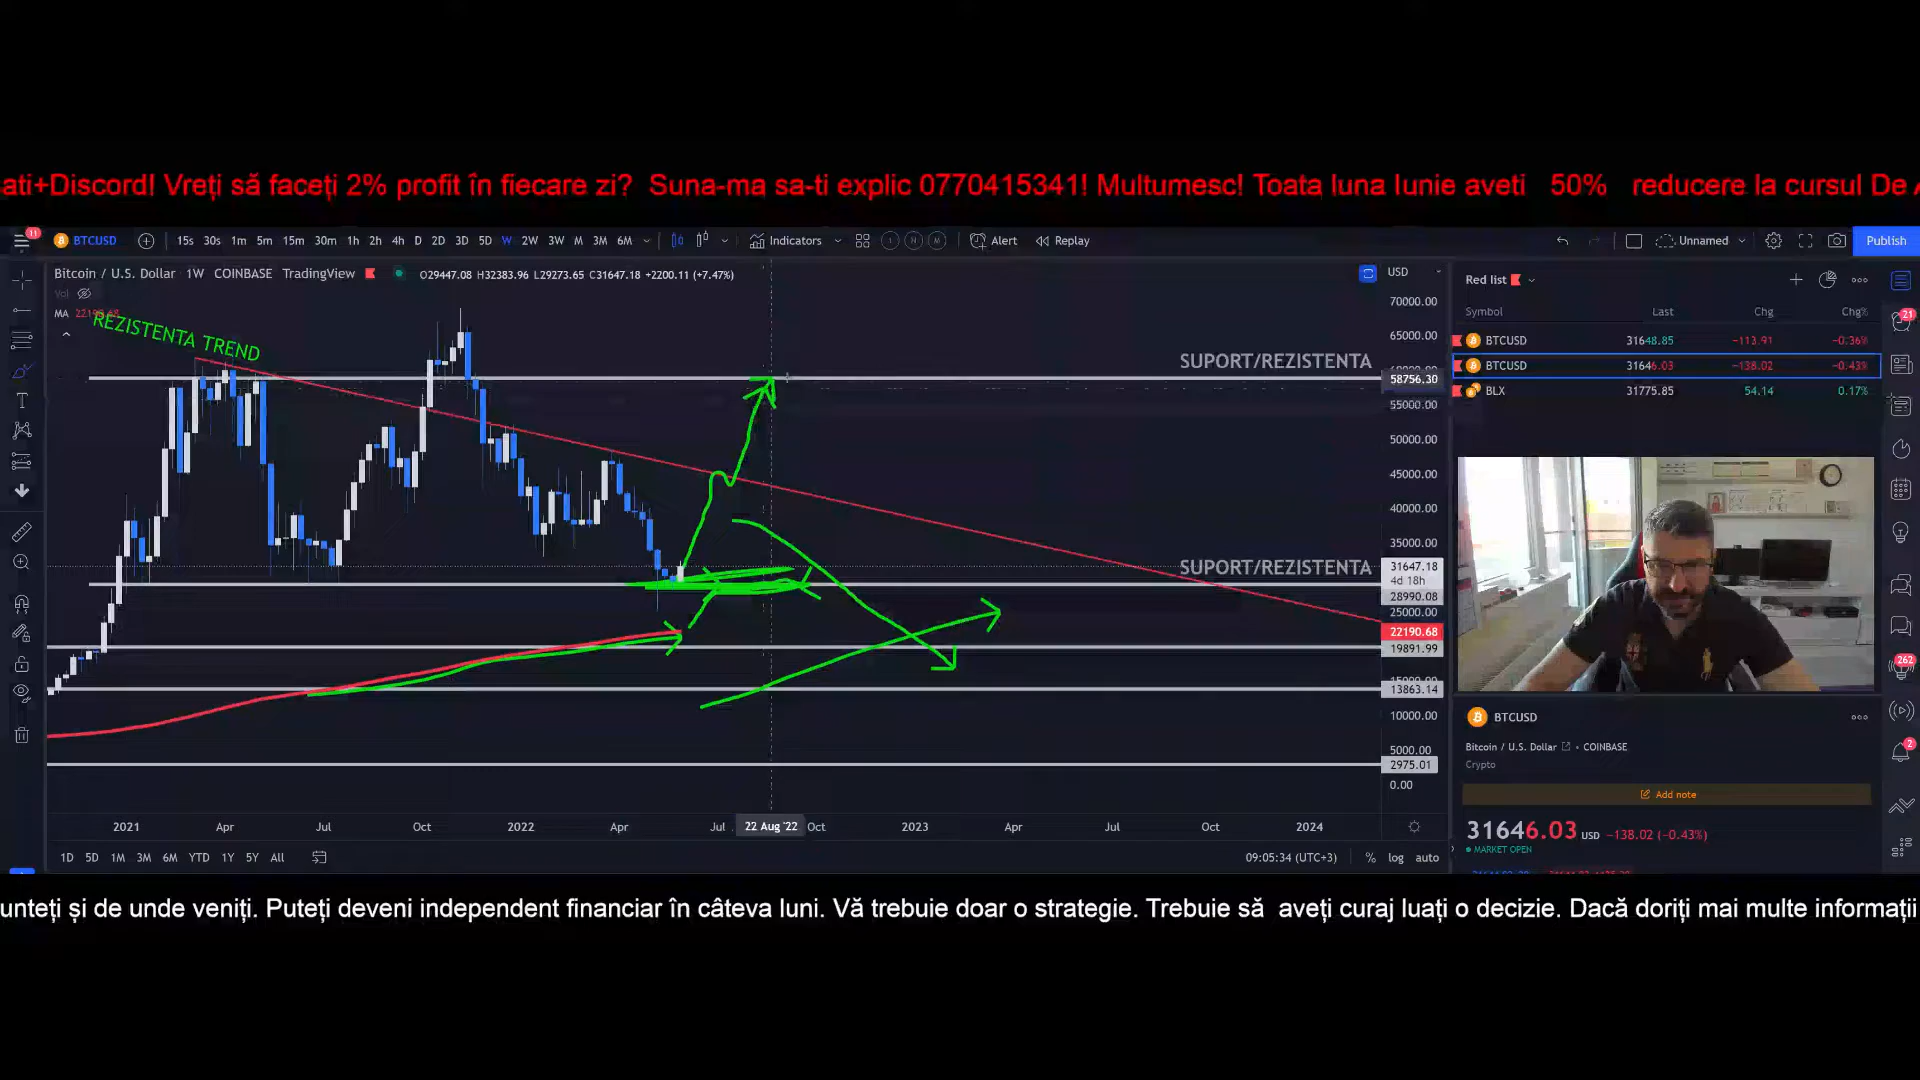 ati+Discord! Vreți să faceți 2% profit în fiecare zi? Suna-ma sa-ti explic 0770415341! Multumesc! Toata luna Iunie aveti 50% reducere la cursul De A
11
BTCUSD 15s 30s 1m 5m 15m 30m 1h 2h 4h D 2D 3D 5D W 2W 3W M 3M 6M Indicators Alert Replay Unnamed Publish
Bitcoin / U.S. Dollar 1W COINBASE TradingView O29447.08 H32383.96 L29273.65 C31647.18 +2200.11 (+7.47%)
USD
Vol
MA 22190.68
REZISTENTA TREND
SUPORT/REZISTENTA
SUPORT/REZISTENTA
70000.00
65000.00
58756.30
55000.00
50000.00
45000.00
40000.00
35000.00
31647.18
4d 18h
28990.08
25000.00
22190.68
19891.99
13863.14
10000.00
5000.00
2975.01
0.00
2021 Apr Jul Oct 2022 Apr Jul 22 Aug '22 Oct 2023 Apr Jul Oct 2024
1D 5D 1M 3M 6M YTD 1Y 5Y All
09:05:34 (UTC+3) % log auto
Red list
Symbol Last Chg Chg%
BTCUSD 31648.85 −113.91 −0.36%
BTCUSD 31646.03 −138.02 −0.43%
BLX 31775.85 54.14 0.17%
21
262
2
BTCUSD
Bitcoin / U.S. Dollar • COINBASE
Crypto
Add note
31646.03 USD −138.02 (−0.43%)
MARKET OPEN
unteți și de unde veniți. Puteți deveni independent financiar în câteva luni. Vă trebuie doar o strategie. Trebuie să aveți curaj luați o decizie. Dacă doriți mai multe informații